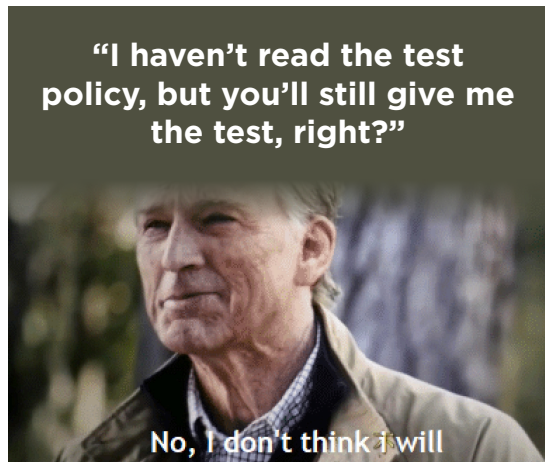 “I haven’t read the test
policy, but you’ll still give me
the test, right?”
No, I don't think i will